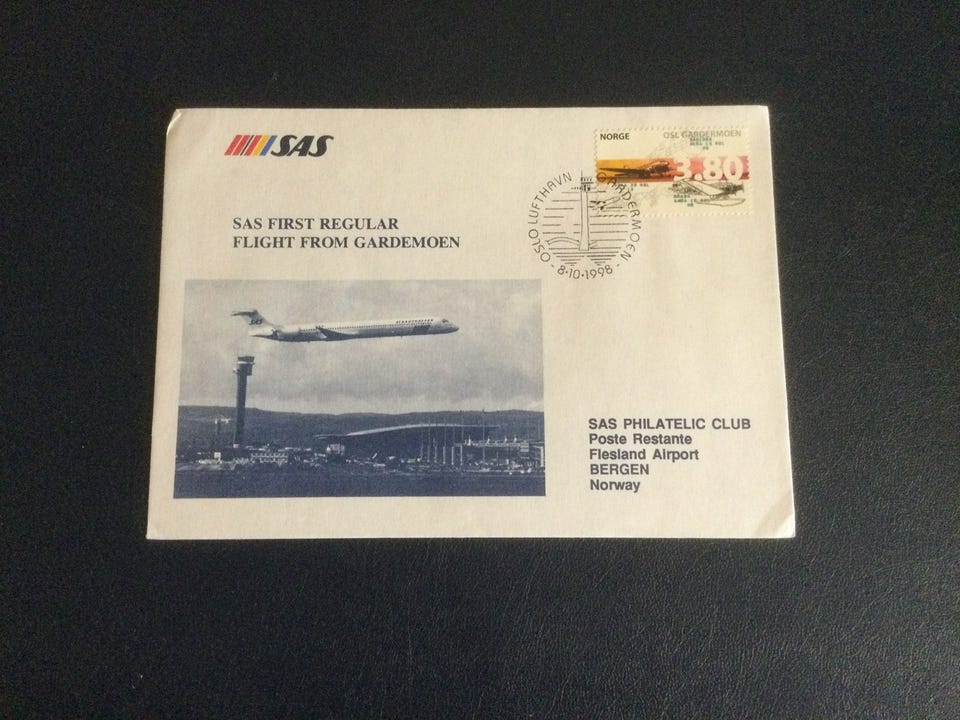 SAS
NORGE
OSL GARDERMOEN
3.80
OSLO LUFTHAVN GARDERMOEN
8·10·1998
SAS FIRST REGULAR
FLIGHT FROM GARDEMOEN
SAS
SAS PHILATELIC CLUB
Poste Restante
Flesland Airport
BERGEN
Norway